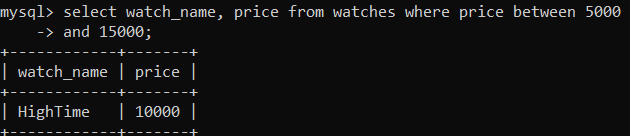 mysql> select watch_name, price from watches where price between 5000
    -> and 15000;
+------------+-------+
| watch_name | price |
+------------+-------+
| HighTime   | 10000 |
+------------+-------+